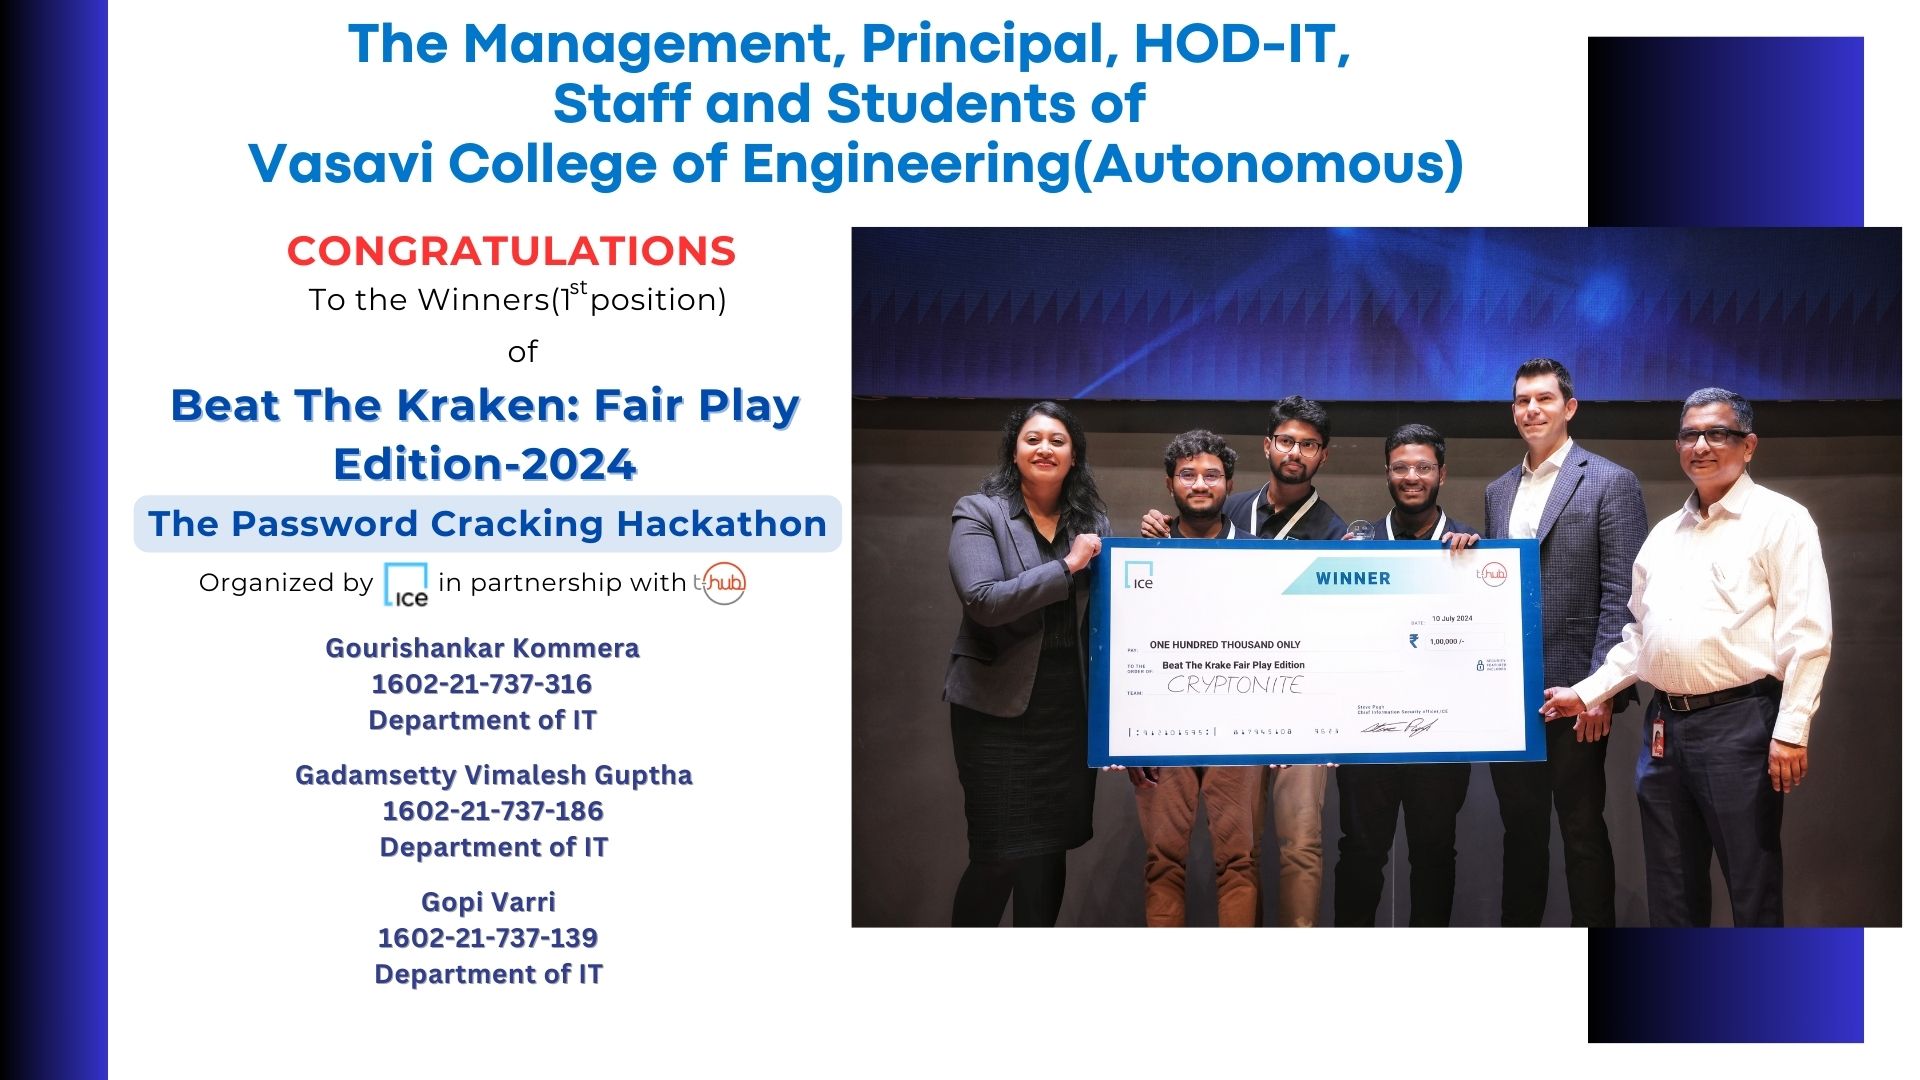 The Management, Principal, HOD-IT,
Staff and Students of
Vasavi College of Engineering(Autonomous)
CONGRATULATIONS
To the Winners(1st position)
of
Beat The Kraken: Fair Play
Edition-2024
The Password Cracking Hackathon
Organized by ice in partnership with t-hub
Gourishankar Kommera
1602-21-737-316
Department of IT
Gadamsetty Vimalesh Guptha
1602-21-737-186
Department of IT
Gopi Varri
1602-21-737-139
Department of IT
ice
WINNER
t-hub
DATE: 10 July 2024
PAY: ONE HUNDRED THOUSAND ONLY
₹ 1,00,000 /-
TO THE ORDER OF: Beat The Krake Fair Play Edition
SECURITY
FEATURES
INCLUDED
TEAM: CRYPTONITE
Steve Pugh
Chief Information Security officer/ICE